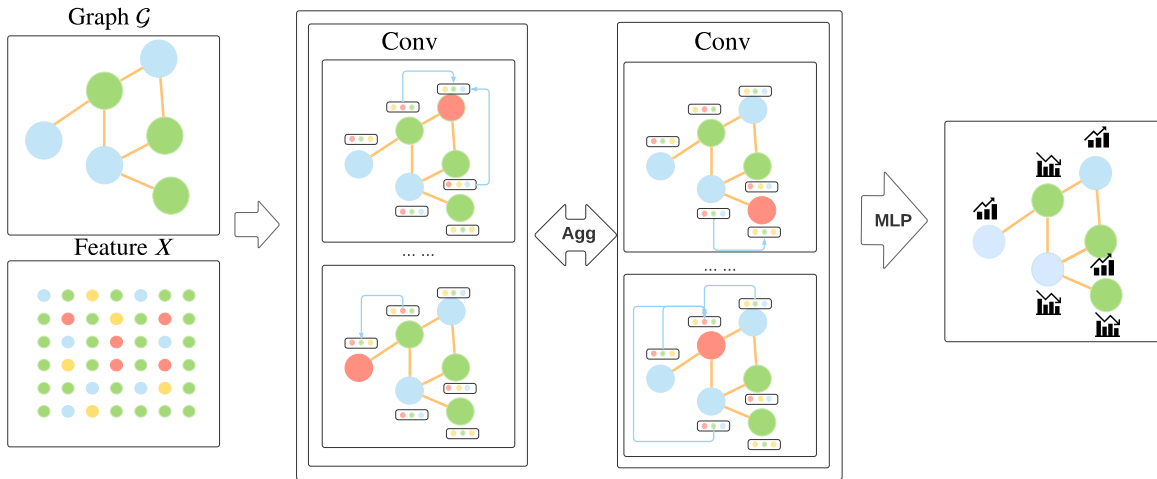 Graph 𝒢
Feature X
Conv
... ...
Agg
Conv
... ...
MLP